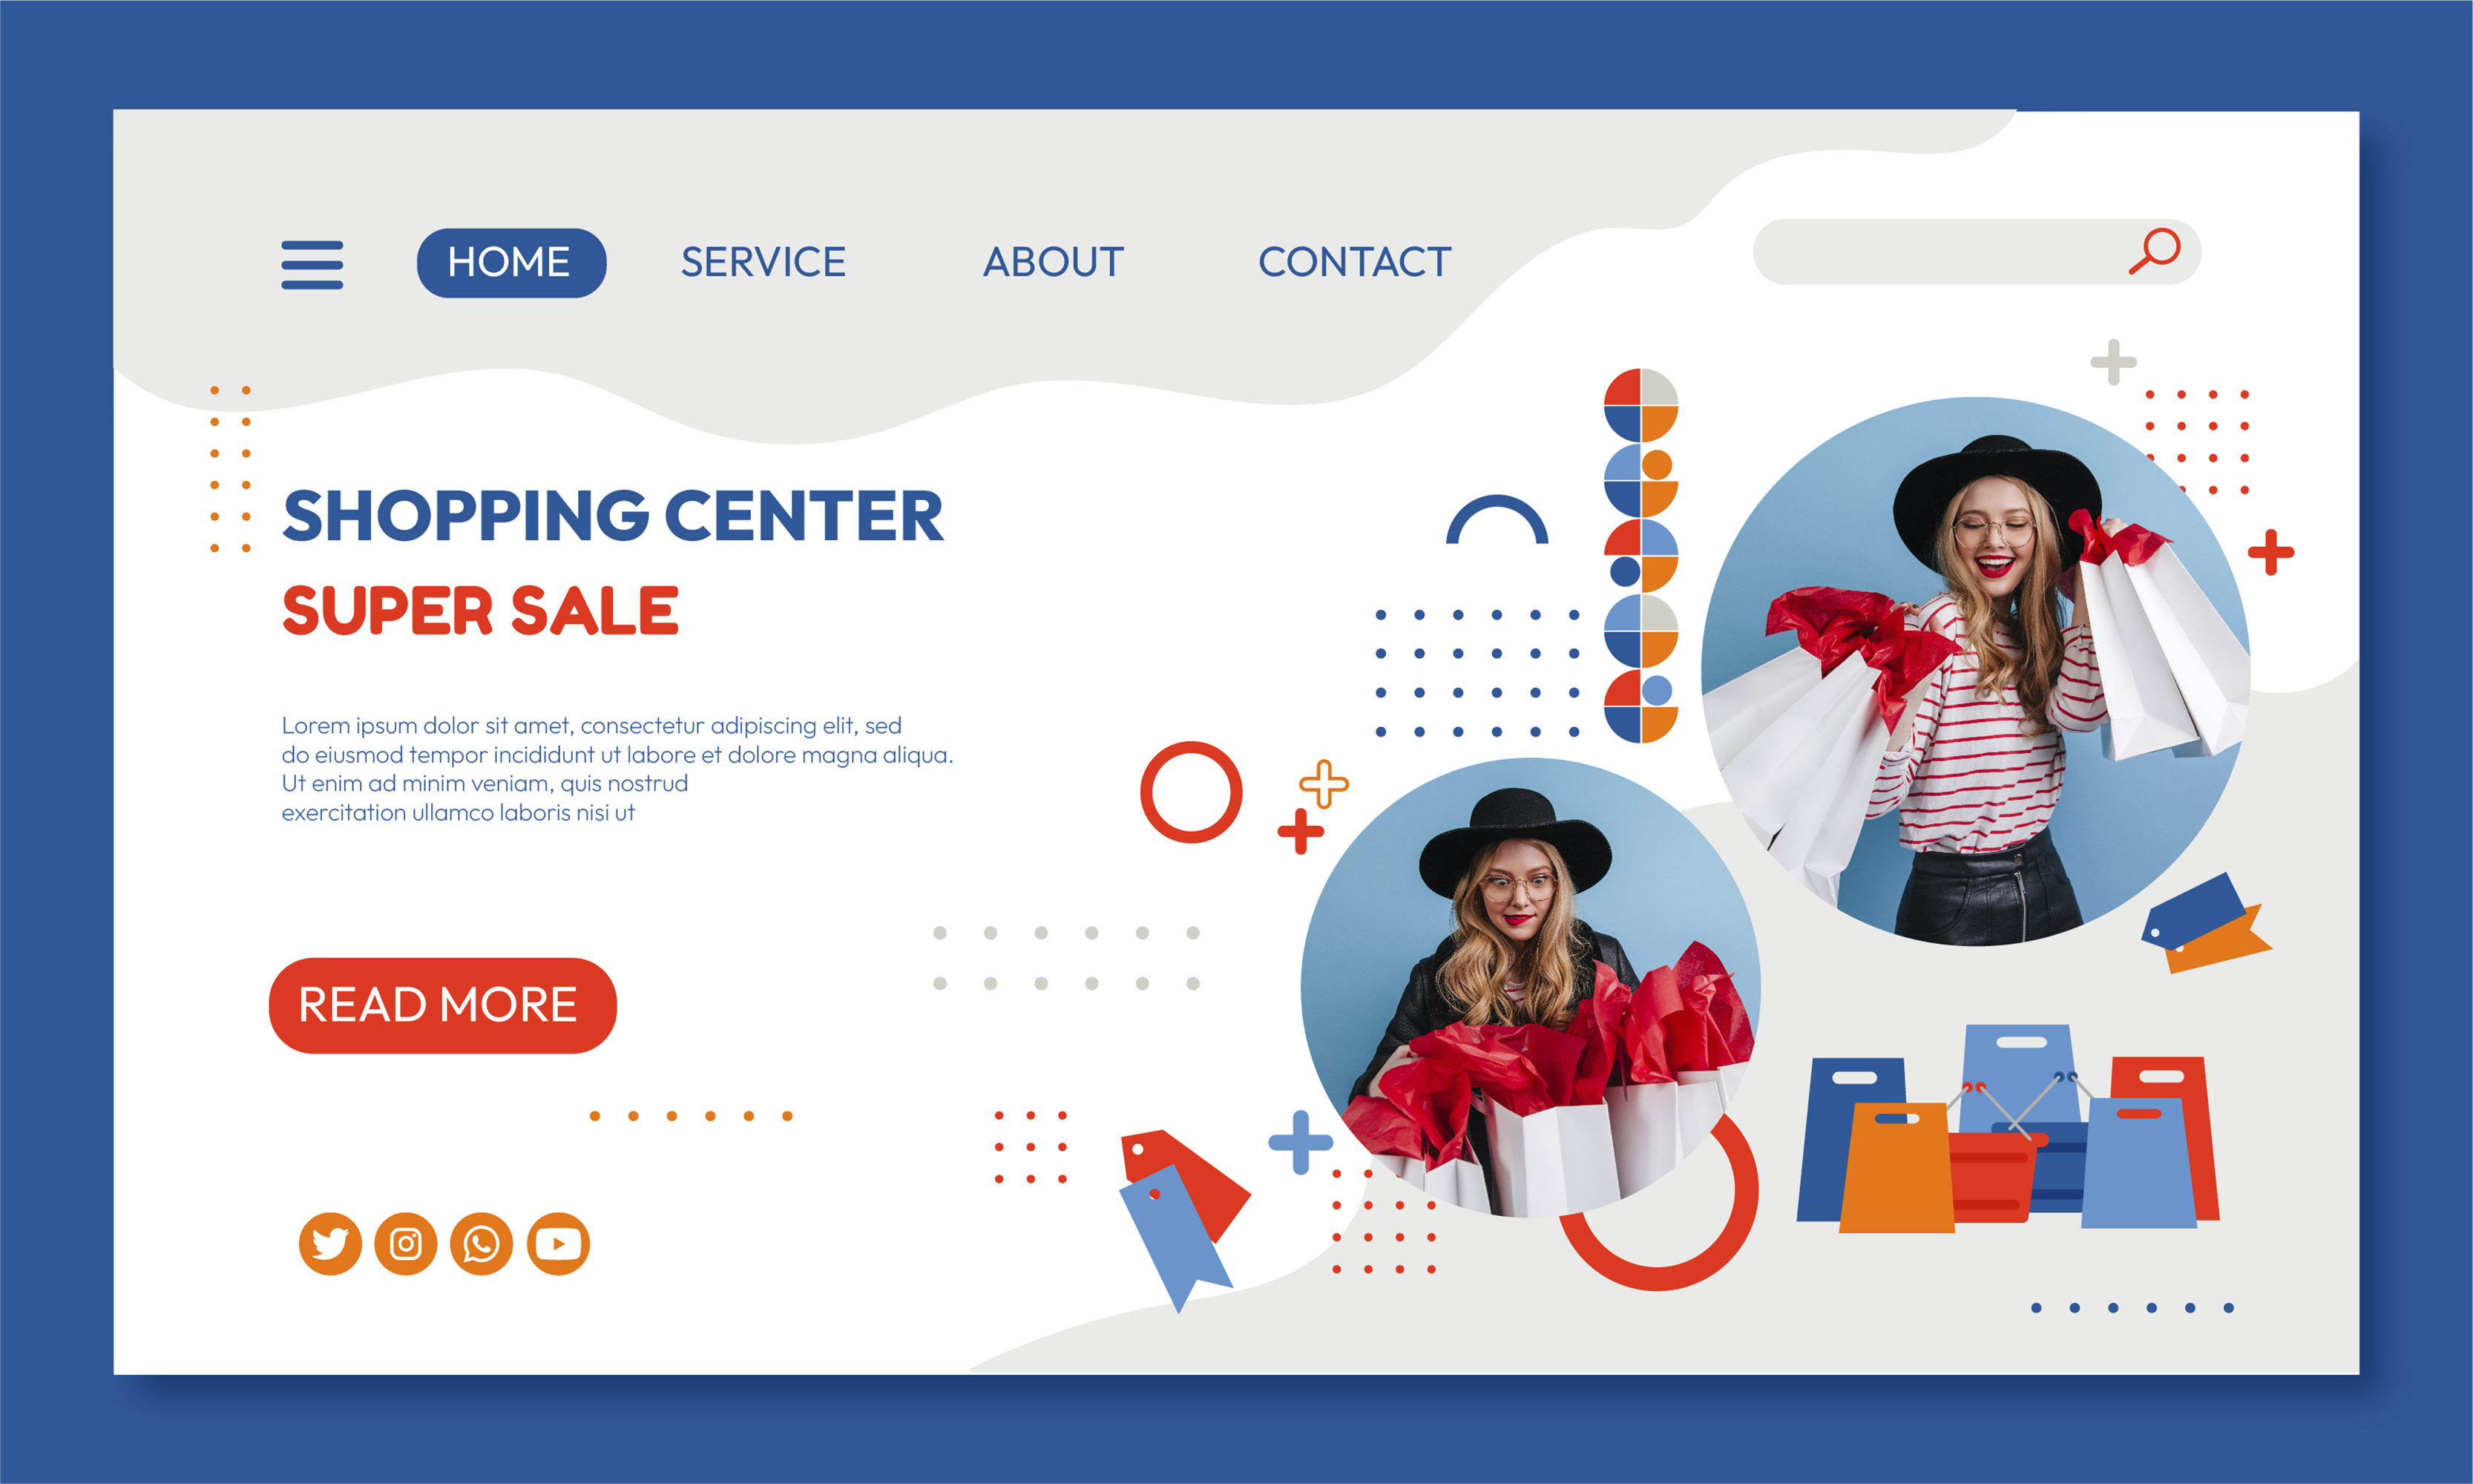 HOME SERVICE ABOUT CONTACT
SHOPPING CENTER
SUPER SALE
Lorem ipsum dolor sit amet, consectetur adipiscing elit, sed
do eiusmod tempor incididunt ut labore et dolore magna aliqua.
Ut enim ad minim veniam, quis nostrud
exercitation ullamco laboris nisi ut
READ MORE